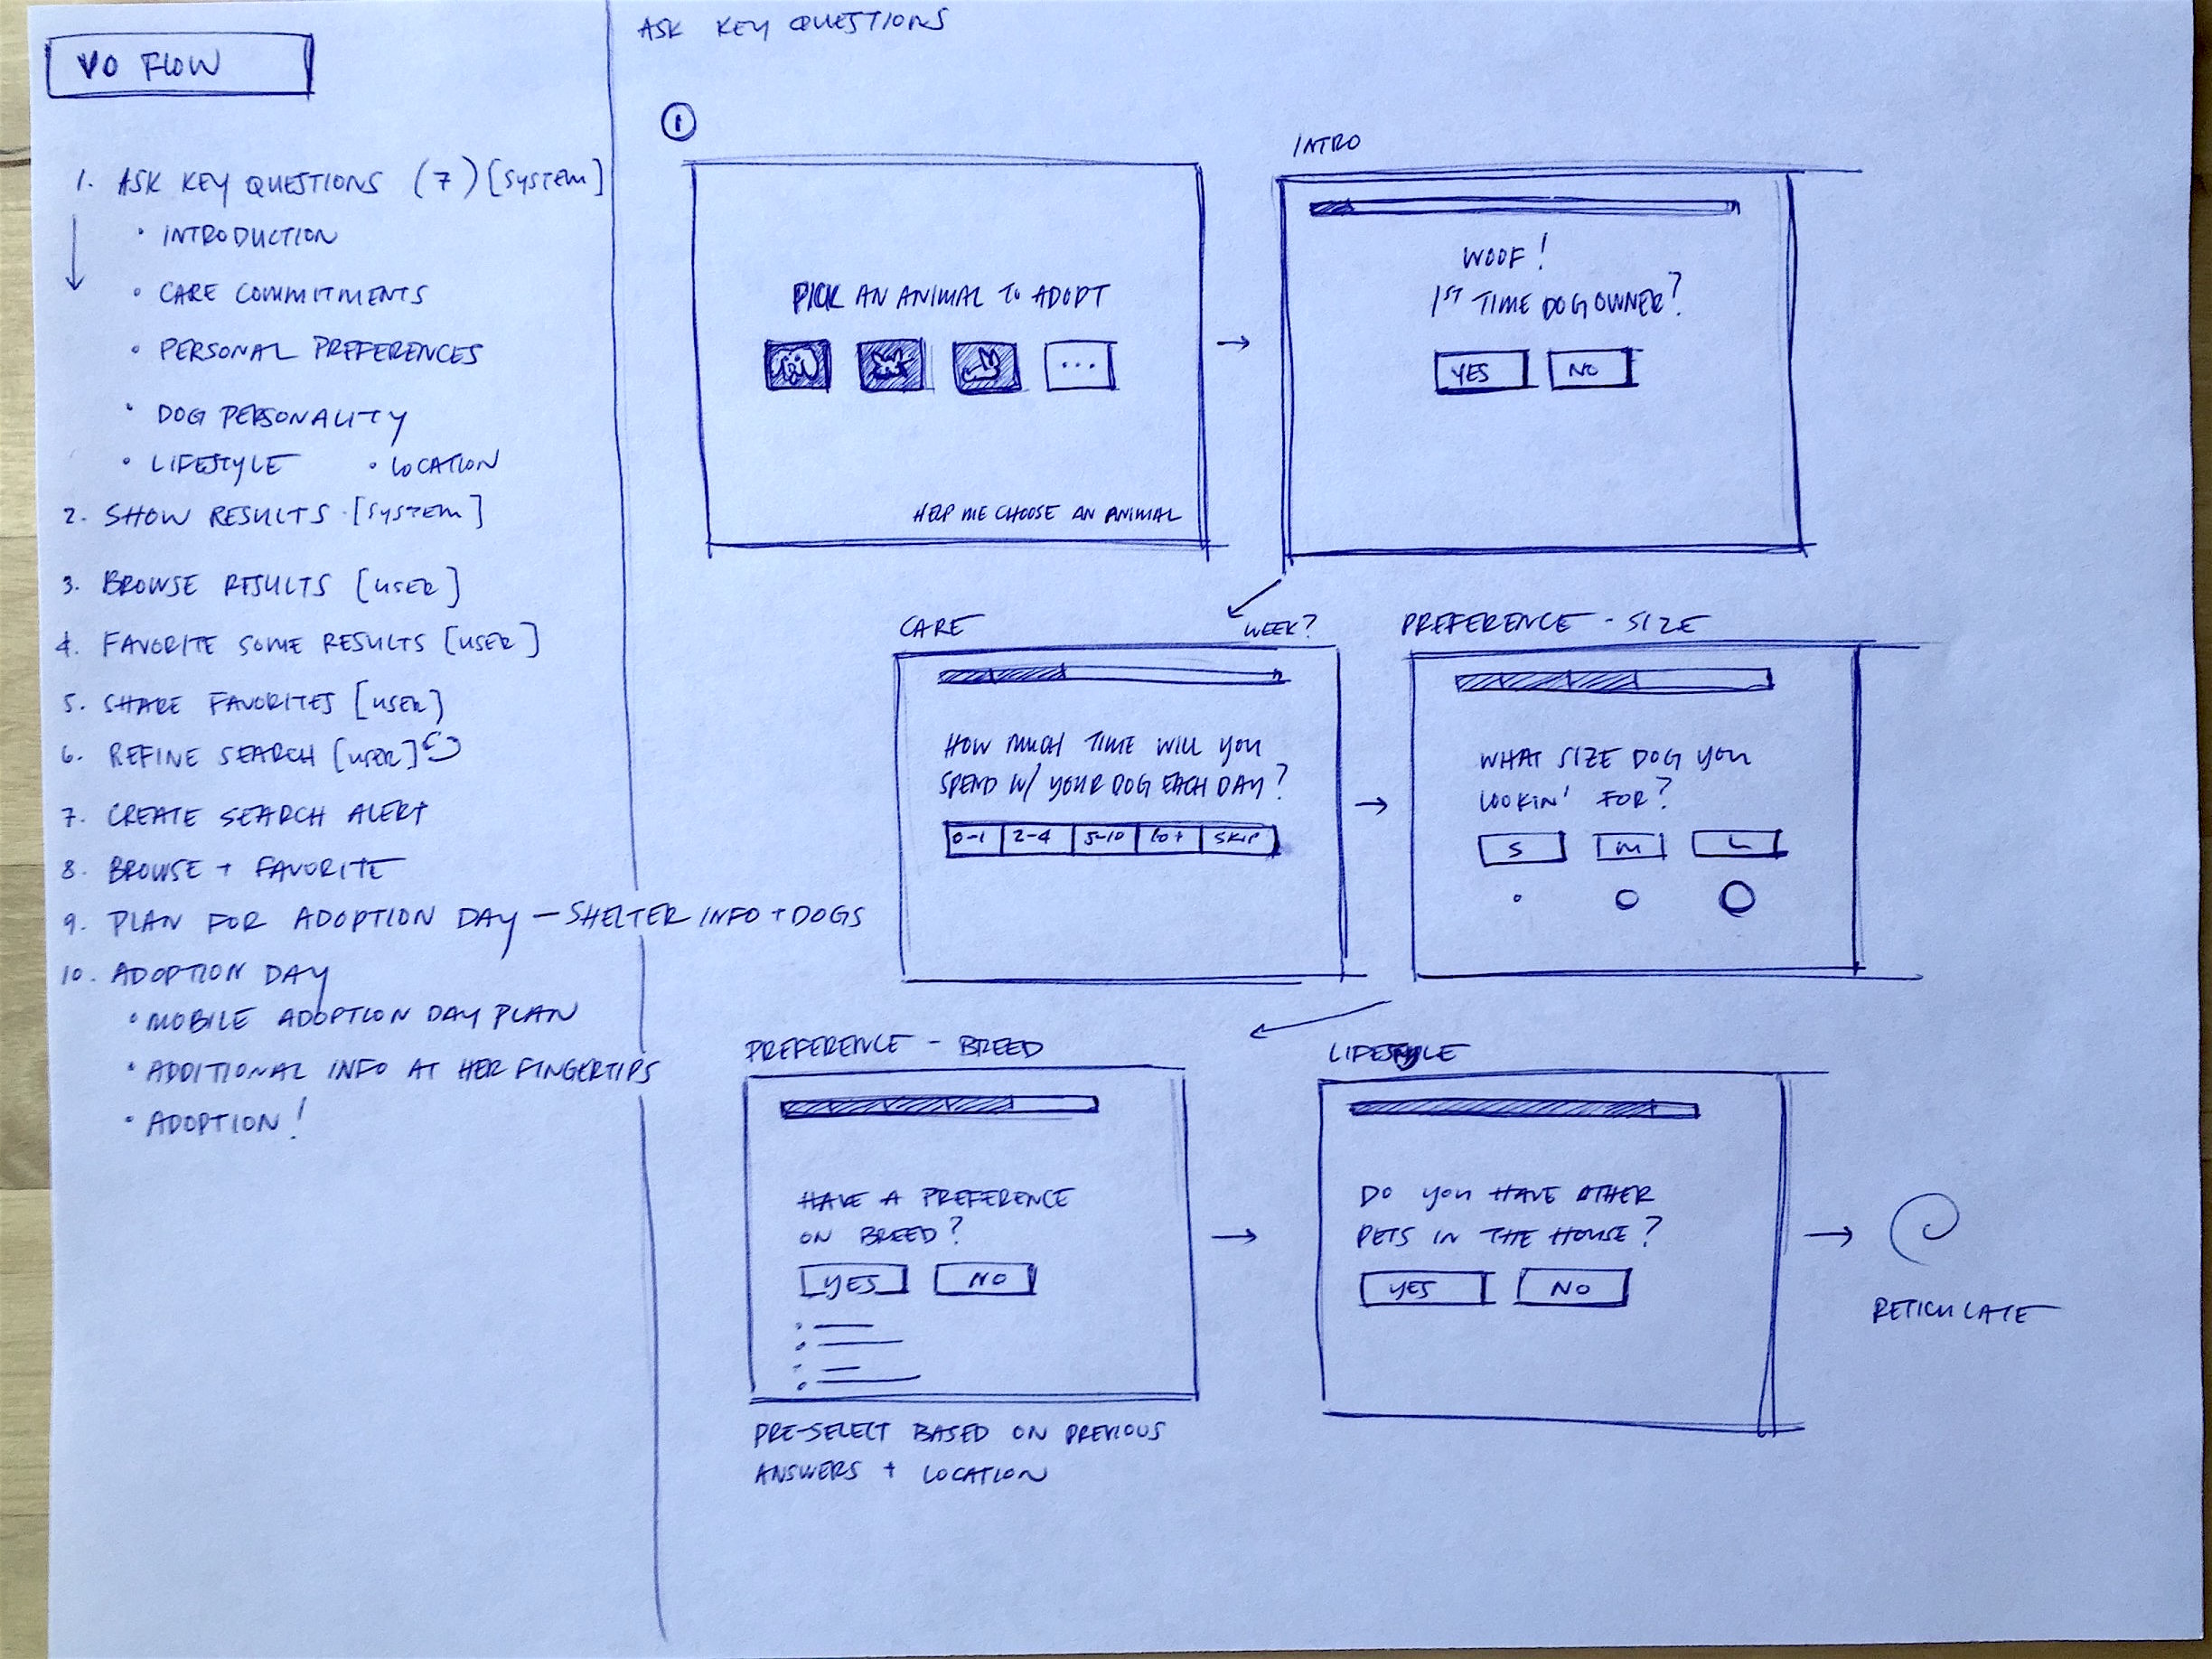 V0 FLOW
1. ASK KEY QUESTIONS (7) [SYSTEM]
• INTRODUCTION
• CARE COMMITMENTS
• PERSONAL PREFERENCES
• DOG PERSONALITY
• LIFESTYLE • LOCATION
2. SHOW RESULTS [SYSTEM]
3. BROWSE RESULTS [USER]
4. FAVORITE SOME RESULTS [USER]
5. SHARE FAVORITES [USER]
6. REFINE SEARCH [USER]
7. CREATE SEARCH ALERT
8. BROWSE + FAVORITE
9. PLAN FOR ADOPTION DAY — SHELTER INFO + DOGS
10. ADOPTION DAY
• MOBILE ADOPTION DAY PLAN
• ADDITIONAL INFO AT HER FINGERTIPS
• ADOPTION!
ASK KEY QUESTIONS
1
PICK AN ANIMAL TO ADOPT
...
HELP ME CHOOSE AN ANIMAL
INTRO
WOOF!
1ST TIME DOG OWNER?
YES NO
CARE
WEEK?
HOW MUCH TIME WILL YOU
SPEND W/ YOUR DOG EACH DAY?
0-1 2-4 5-10 10+ SKIP
PREFERENCE - SIZE
WHAT SIZE DOG YOU
LOOKIN' FOR?
S M L
PREFERENCE - BREED
HAVE A PREFERENCE
ON BREED?
YES NO
PRE-SELECT BASED ON PREVIOUS
ANSWERS + LOCATION
LIFESTYLE
DO YOU HAVE OTHER
PETS IN THE HOUSE?
YES NO
RETICULATE